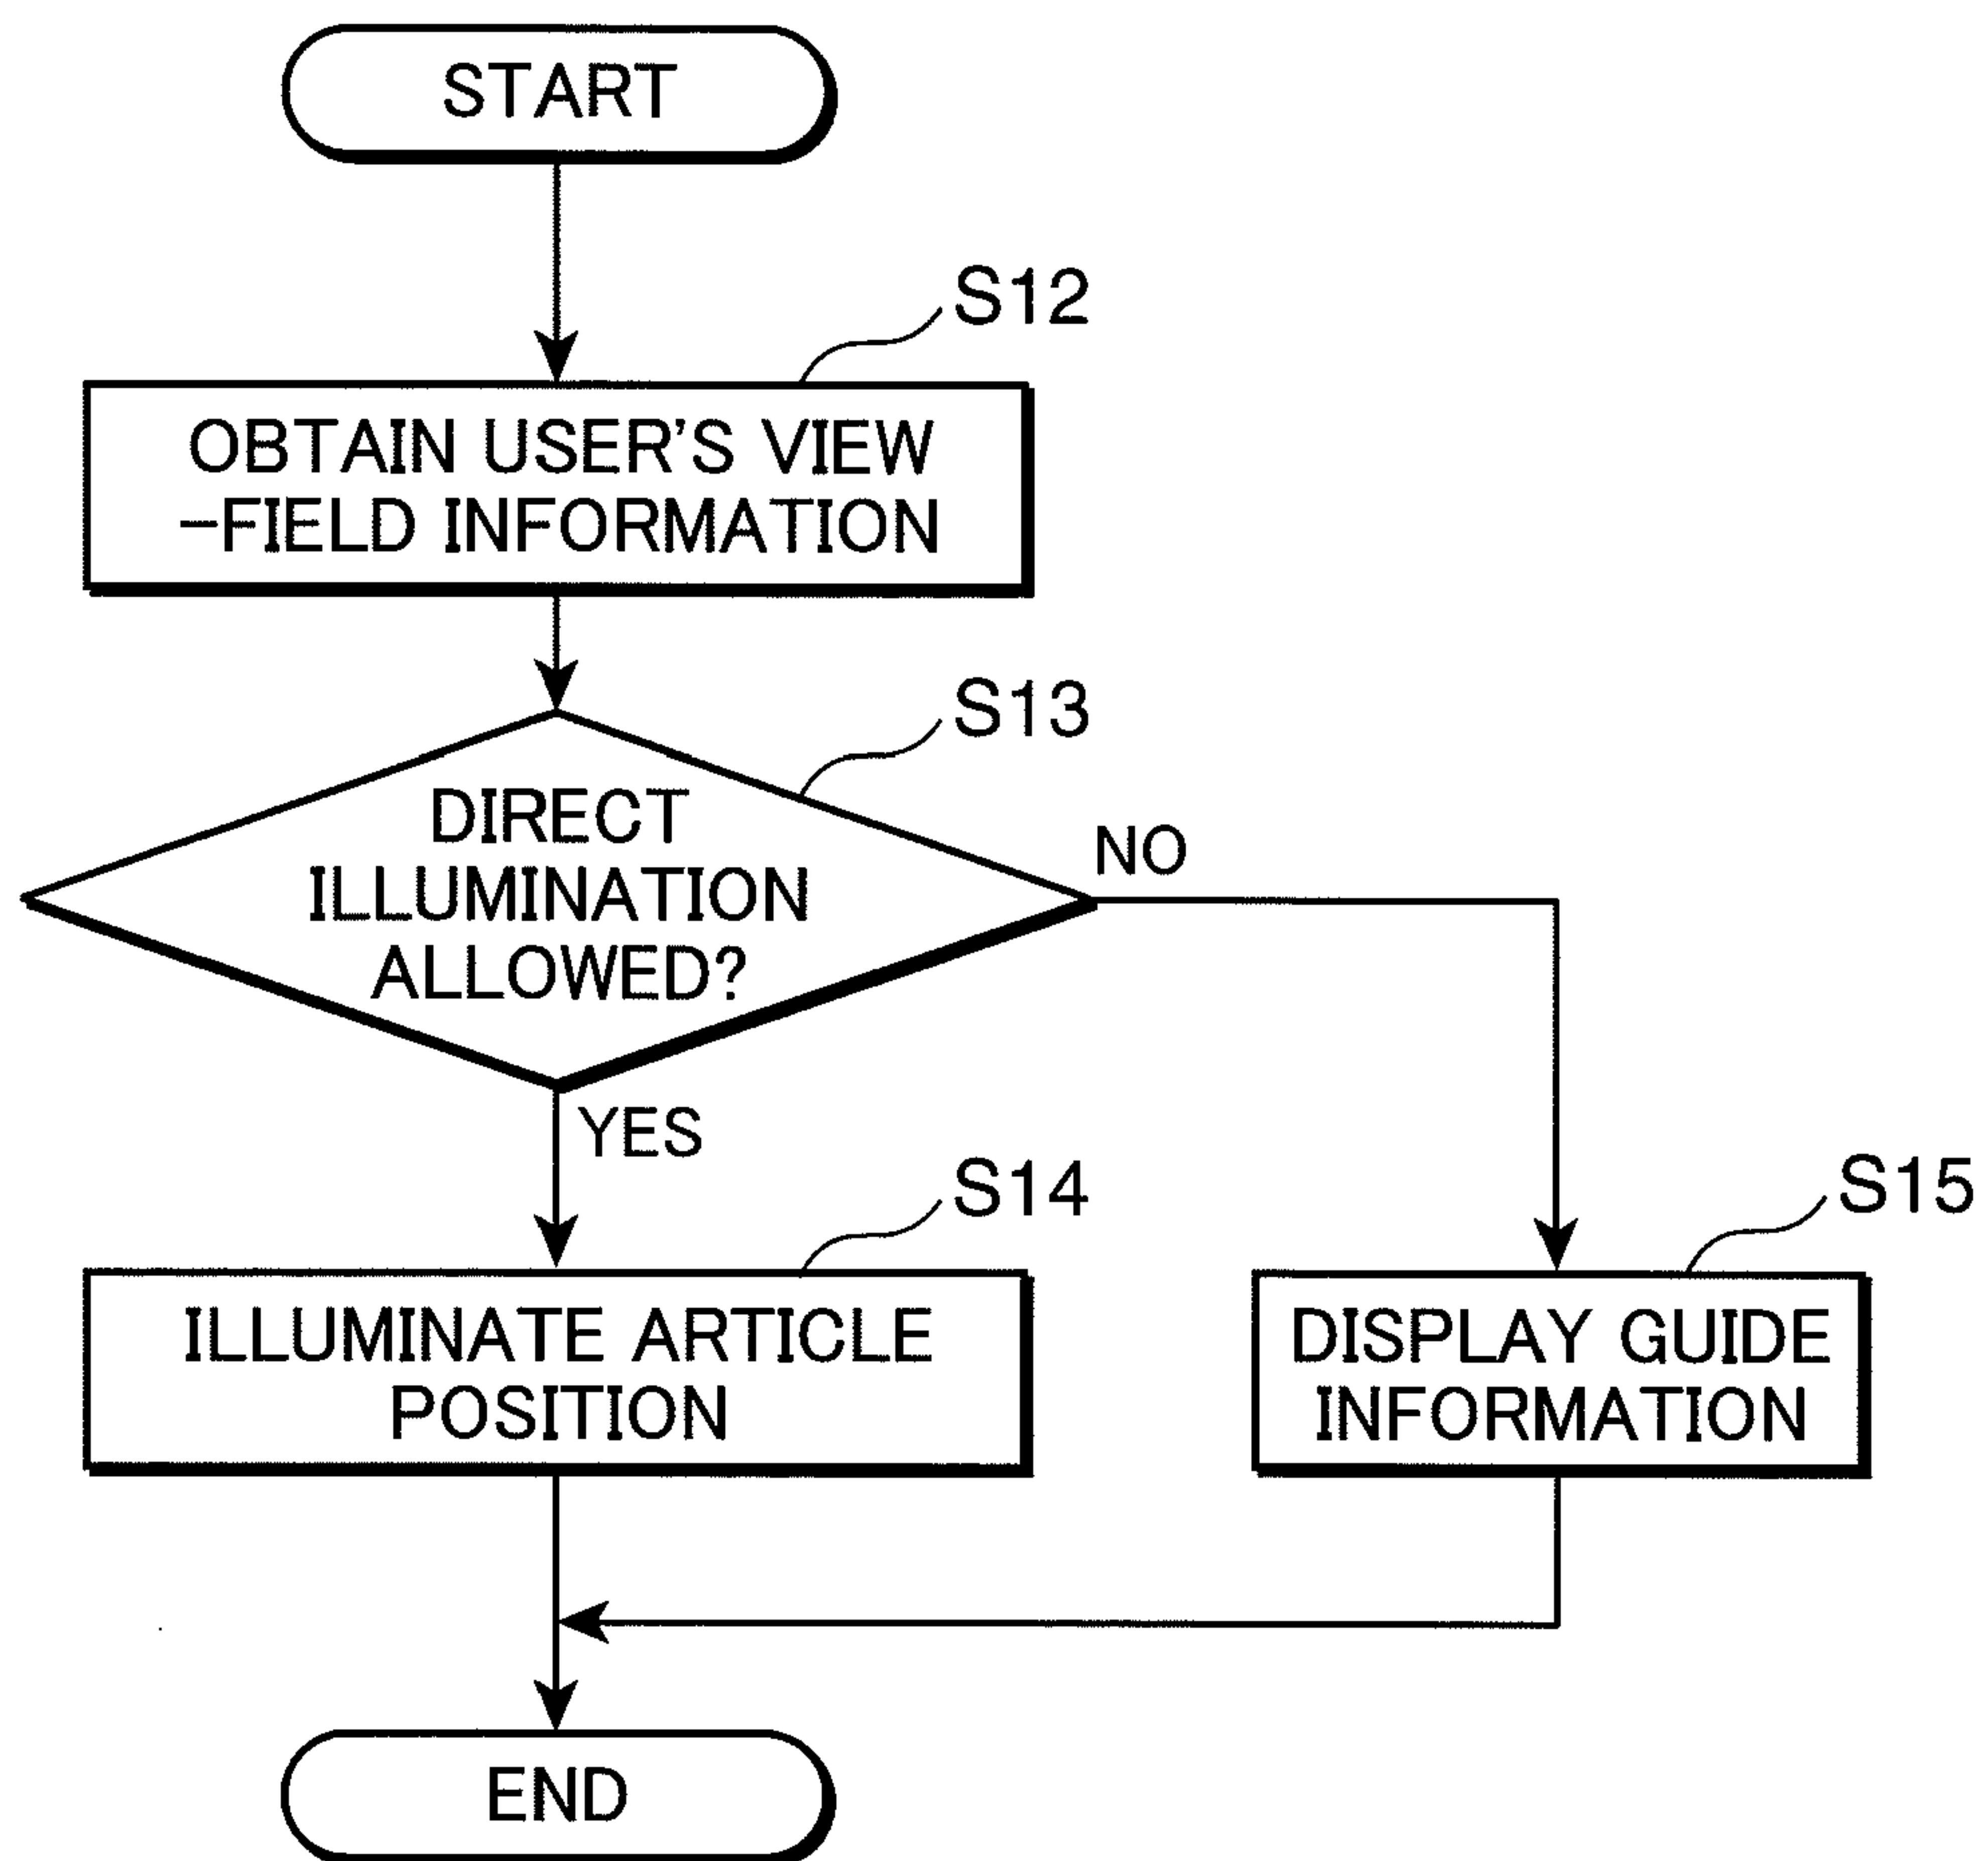 START
S12
OBTAIN USER'S VIEW
-FIELD INFORMATION
S13
DIRECT
ILLUMINATION
ALLOWED?
NO
YES
S14
ILLUMINATE ARTICLE
POSITION
S15
DISPLAY GUIDE
INFORMATION
END